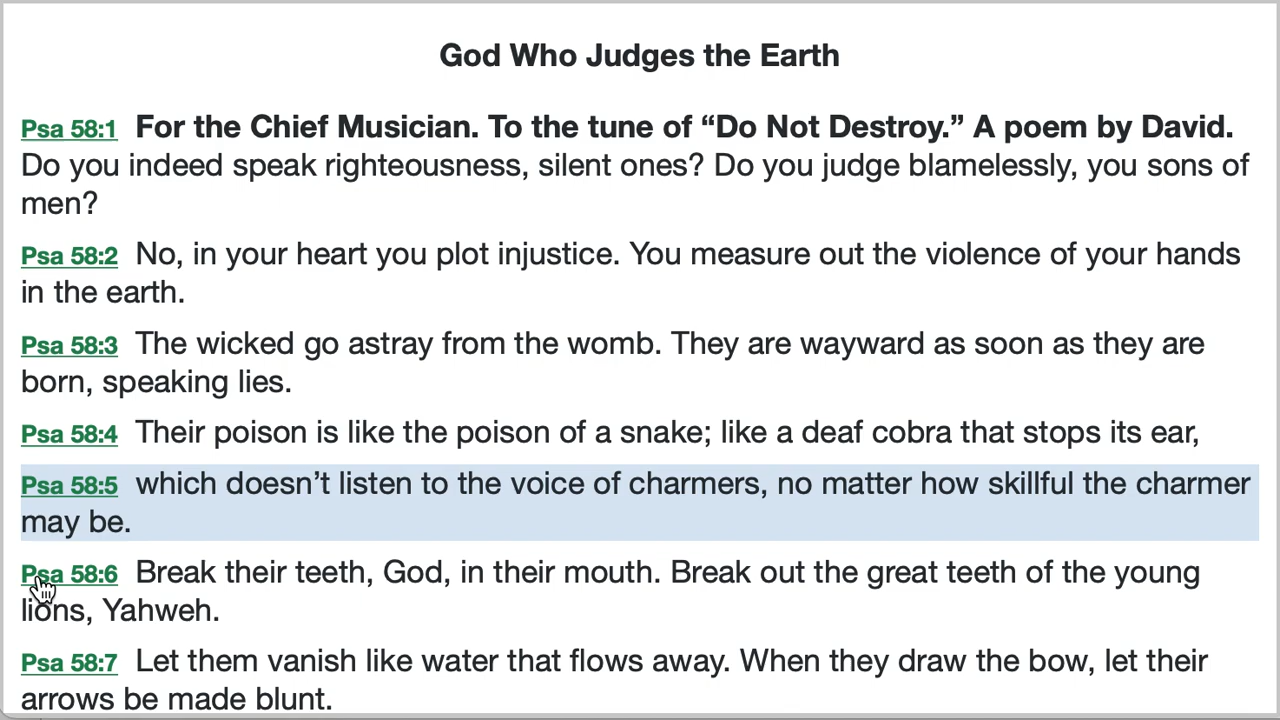 God Who Judges the Earth
Psa 58:1 For the Chief Musician. To the tune of “Do Not Destroy.” A poem by David.
Do you indeed speak righteousness, silent ones? Do you judge blamelessly, you sons of
men?
Psa 58:2 No, in your heart you plot injustice. You measure out the violence of your hands
in the earth.
Psa 58:3 The wicked go astray from the womb. They are wayward as soon as they are
born, speaking lies.
Psa 58:4 Their poison is like the poison of a snake; like a deaf cobra that stops its ear,
Psa 58:5 which doesn’t listen to the voice of charmers, no matter how skillful the charmer
may be.
Psa 58:6 Break their teeth, God, in their mouth. Break out the great teeth of the young
lions, Yahweh.
Psa 58:7 Let them vanish like water that flows away. When they draw the bow, let their
arrows be made blunt.